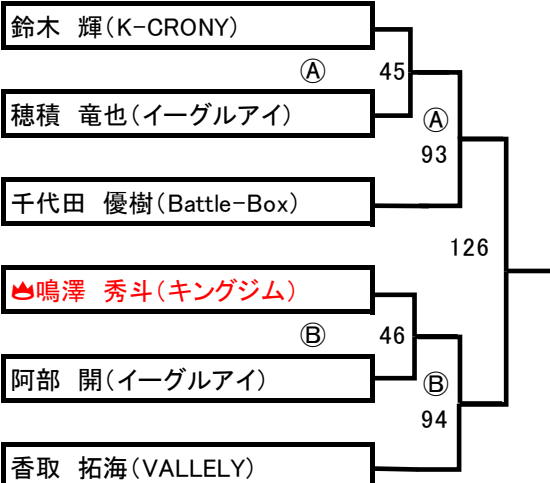 鈴木　輝（K-CRONY）
Ⓐ 45
穂積　竜也（イーグルアイ）
Ⓐ
93
千代田　優樹（Battle-Box）
126
鳴澤　秀斗（キングジム）
Ⓑ 46
阿部　開（イーグルアイ）
Ⓑ
94
香取　拓海（VALLELY）